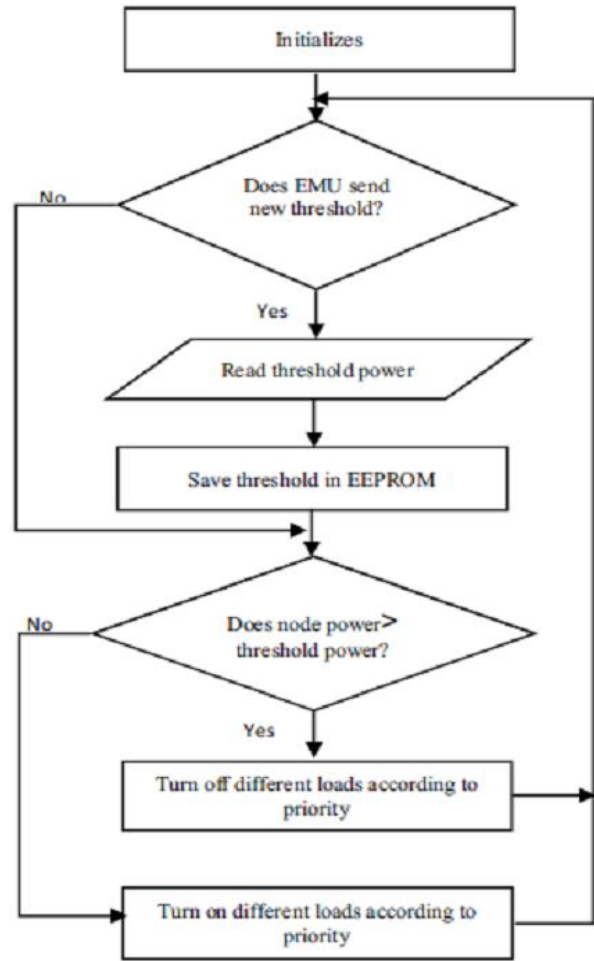 Initializes
Does EMU send
new threshold?
No
Yes
Read threshold power
Save threshold in EEPROM
Does node power>
threshold power?
No
Yes
Turn off different loads according to
priority
Turn on different loads according to
priority